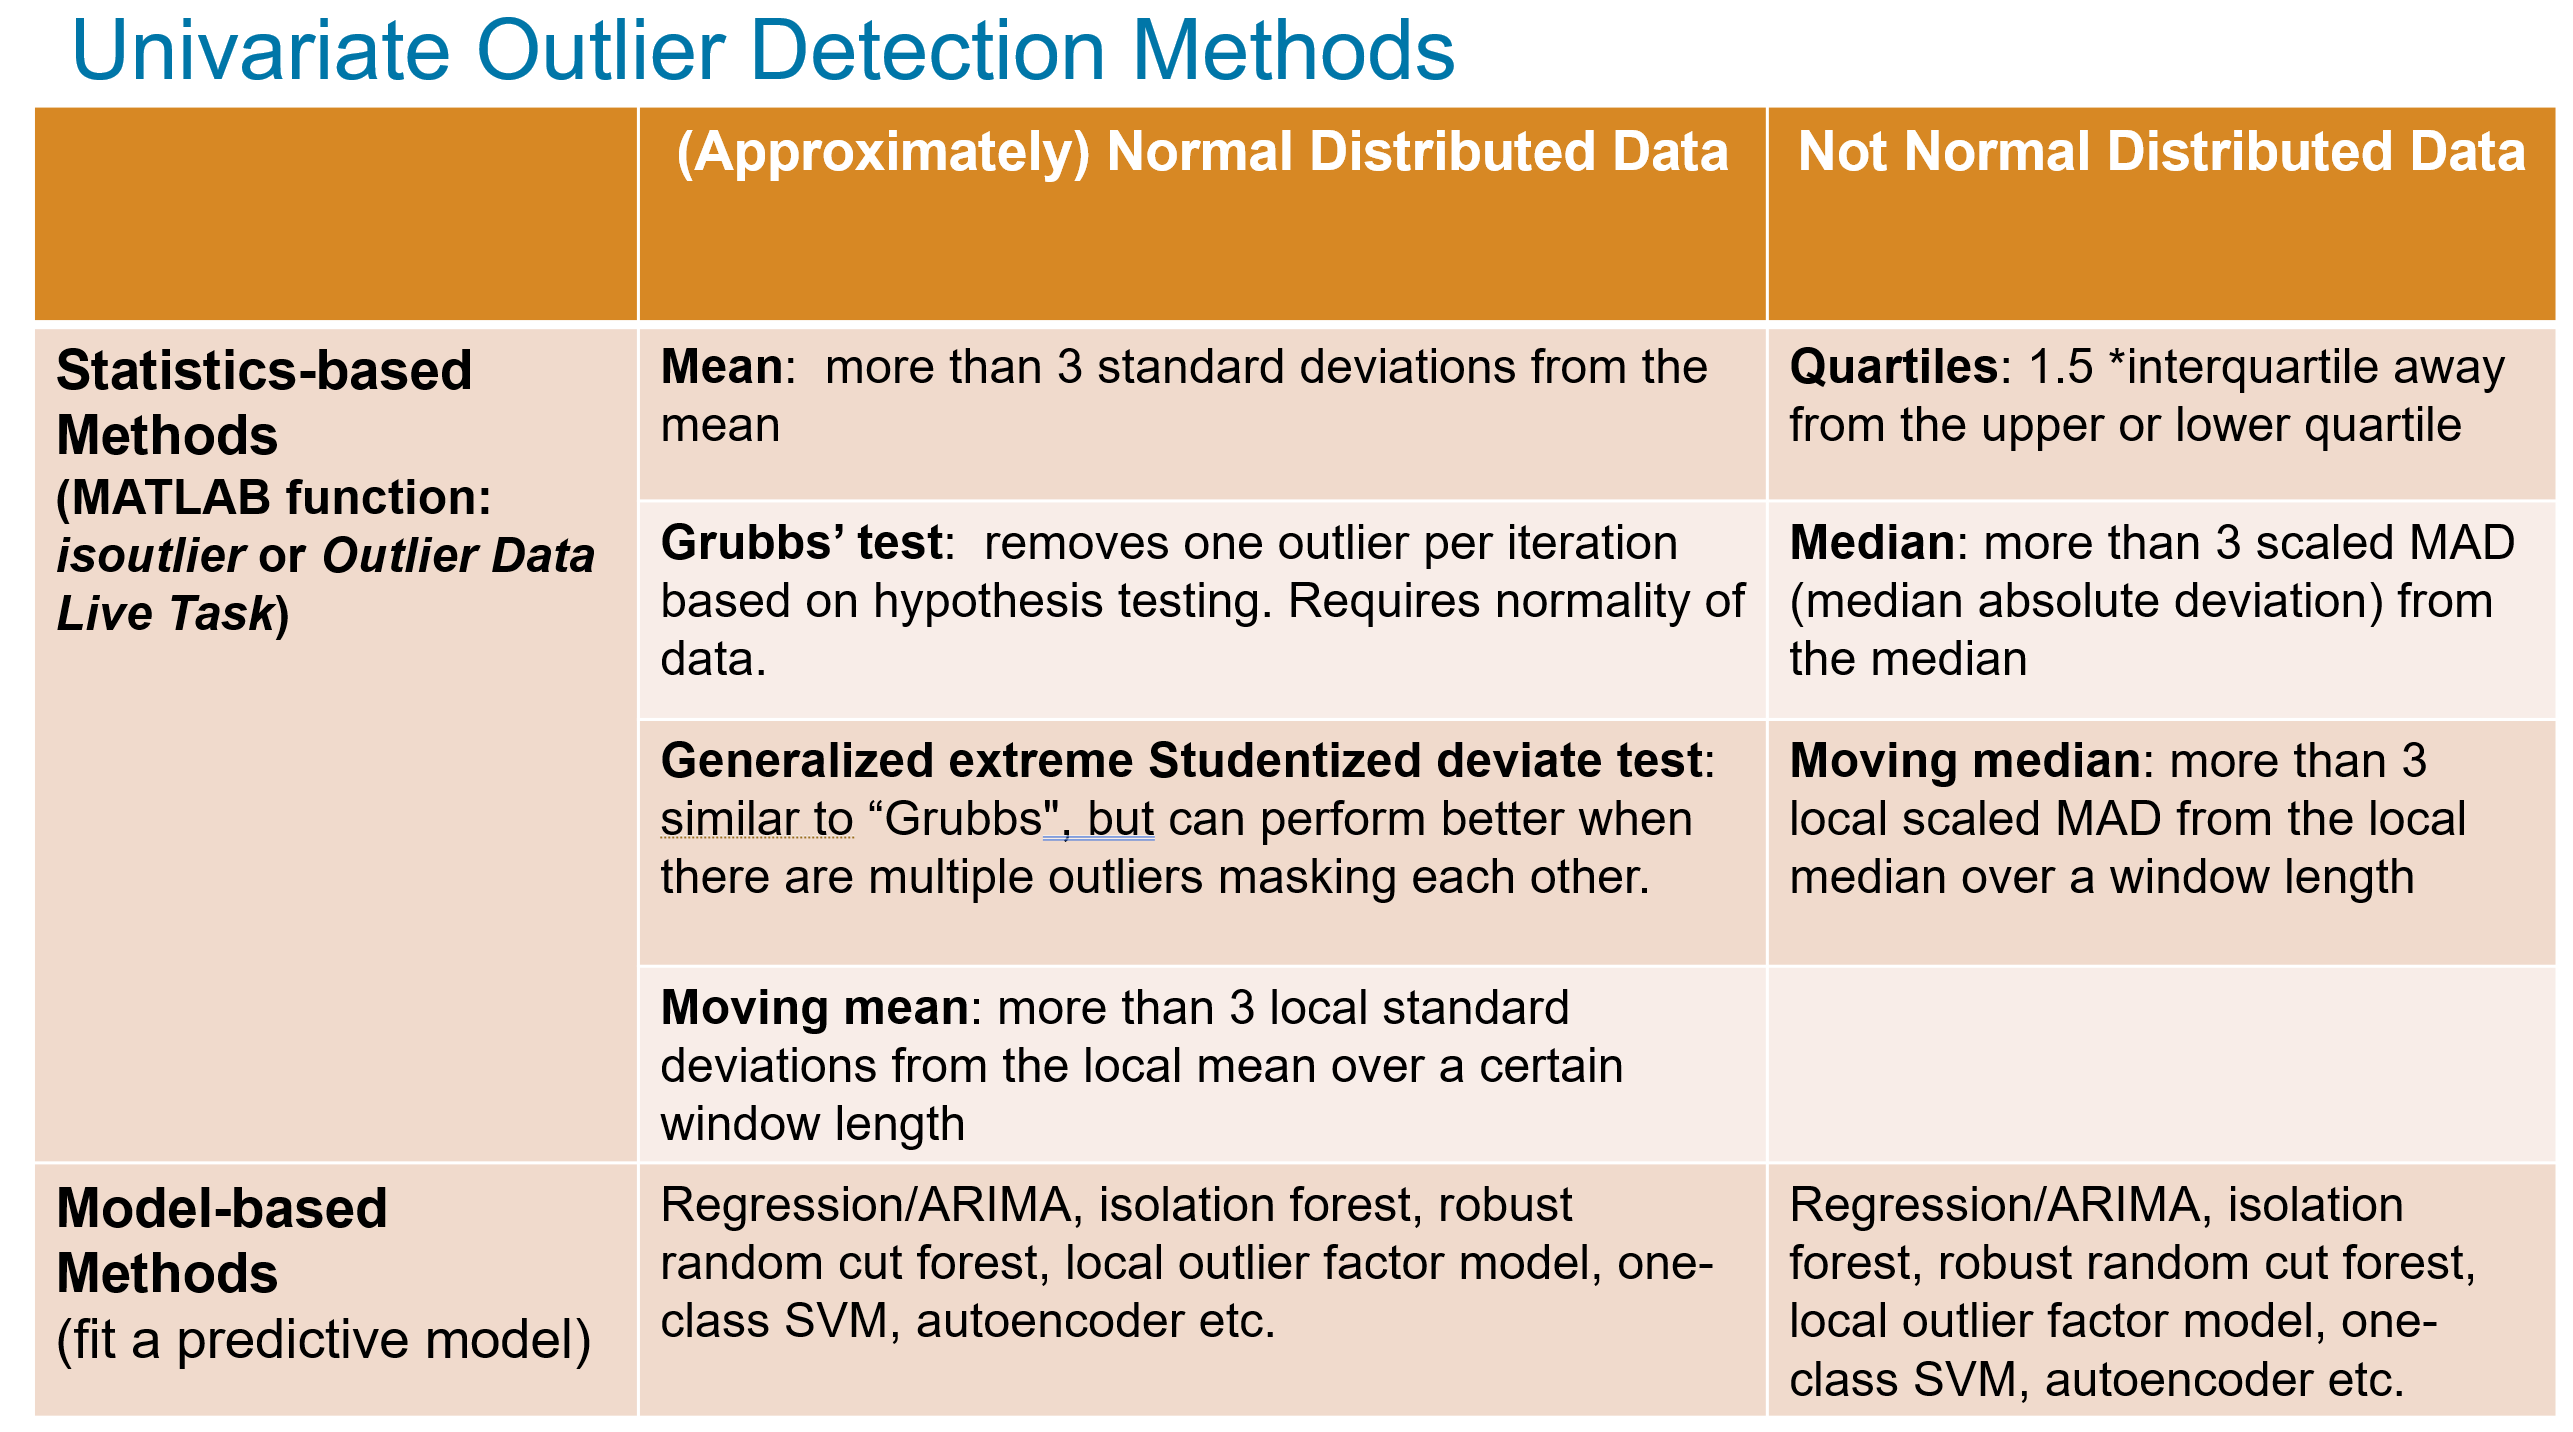 Univariate Outlier Detection Methods
(Approximately) Normal Distributed Data
Not Normal Distributed Data
Statistics-based
Methods
(MATLAB function:
isoutlier or Outlier Data
Live Task)
Mean:  more than 3 standard deviations from the
mean
Quartiles: 1.5 *interquartile away
from the upper or lower quartile
Grubbs’ test:  removes one outlier per iteration
based on hypothesis testing. Requires normality of
data.
Median: more than 3 scaled MAD
(median absolute deviation) from
the median
Generalized extreme Studentized deviate test:
similar to “Grubbs", but can perform better when
there are multiple outliers masking each other.
Moving median: more than 3
local scaled MAD from the local
median over a window length
Moving mean: more than 3 local standard
deviations from the local mean over a certain
window length
Model-based
Methods
(fit a predictive model)
Regression/ARIMA, isolation forest, robust
random cut forest, local outlier factor model, one-
class SVM, autoencoder etc.
Regression/ARIMA, isolation
forest, robust random cut forest,
local outlier factor model, one-
class SVM, autoencoder etc.